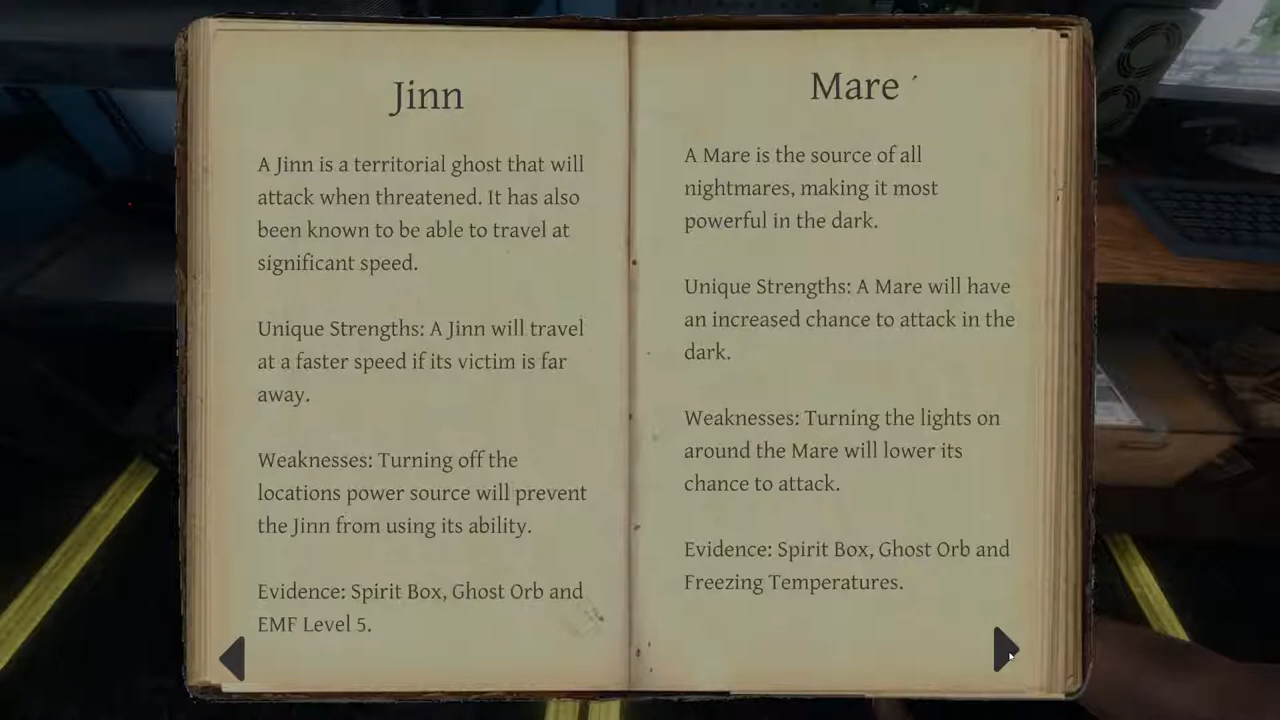 Jinn
A Jinn is a territorial ghost that will
attack when threatened. It has also
been known to be able to travel at
significant speed.
Unique Strengths: A Jinn will travel
at a faster speed if its victim is far
away.
Weaknesses: Turning off the
locations power source will prevent
the Jinn from using its ability.
Evidence: Spirit Box, Ghost Orb and
EMF Level 5.
Mare
A Mare is the source of all
nightmares, making it most
powerful in the dark.
Unique Strengths: A Mare will have
an increased chance to attack in the
dark.
Weaknesses: Turning the lights on
around the Mare will lower its
chance to attack.
Evidence: Spirit Box, Ghost Orb and
Freezing Temperatures.